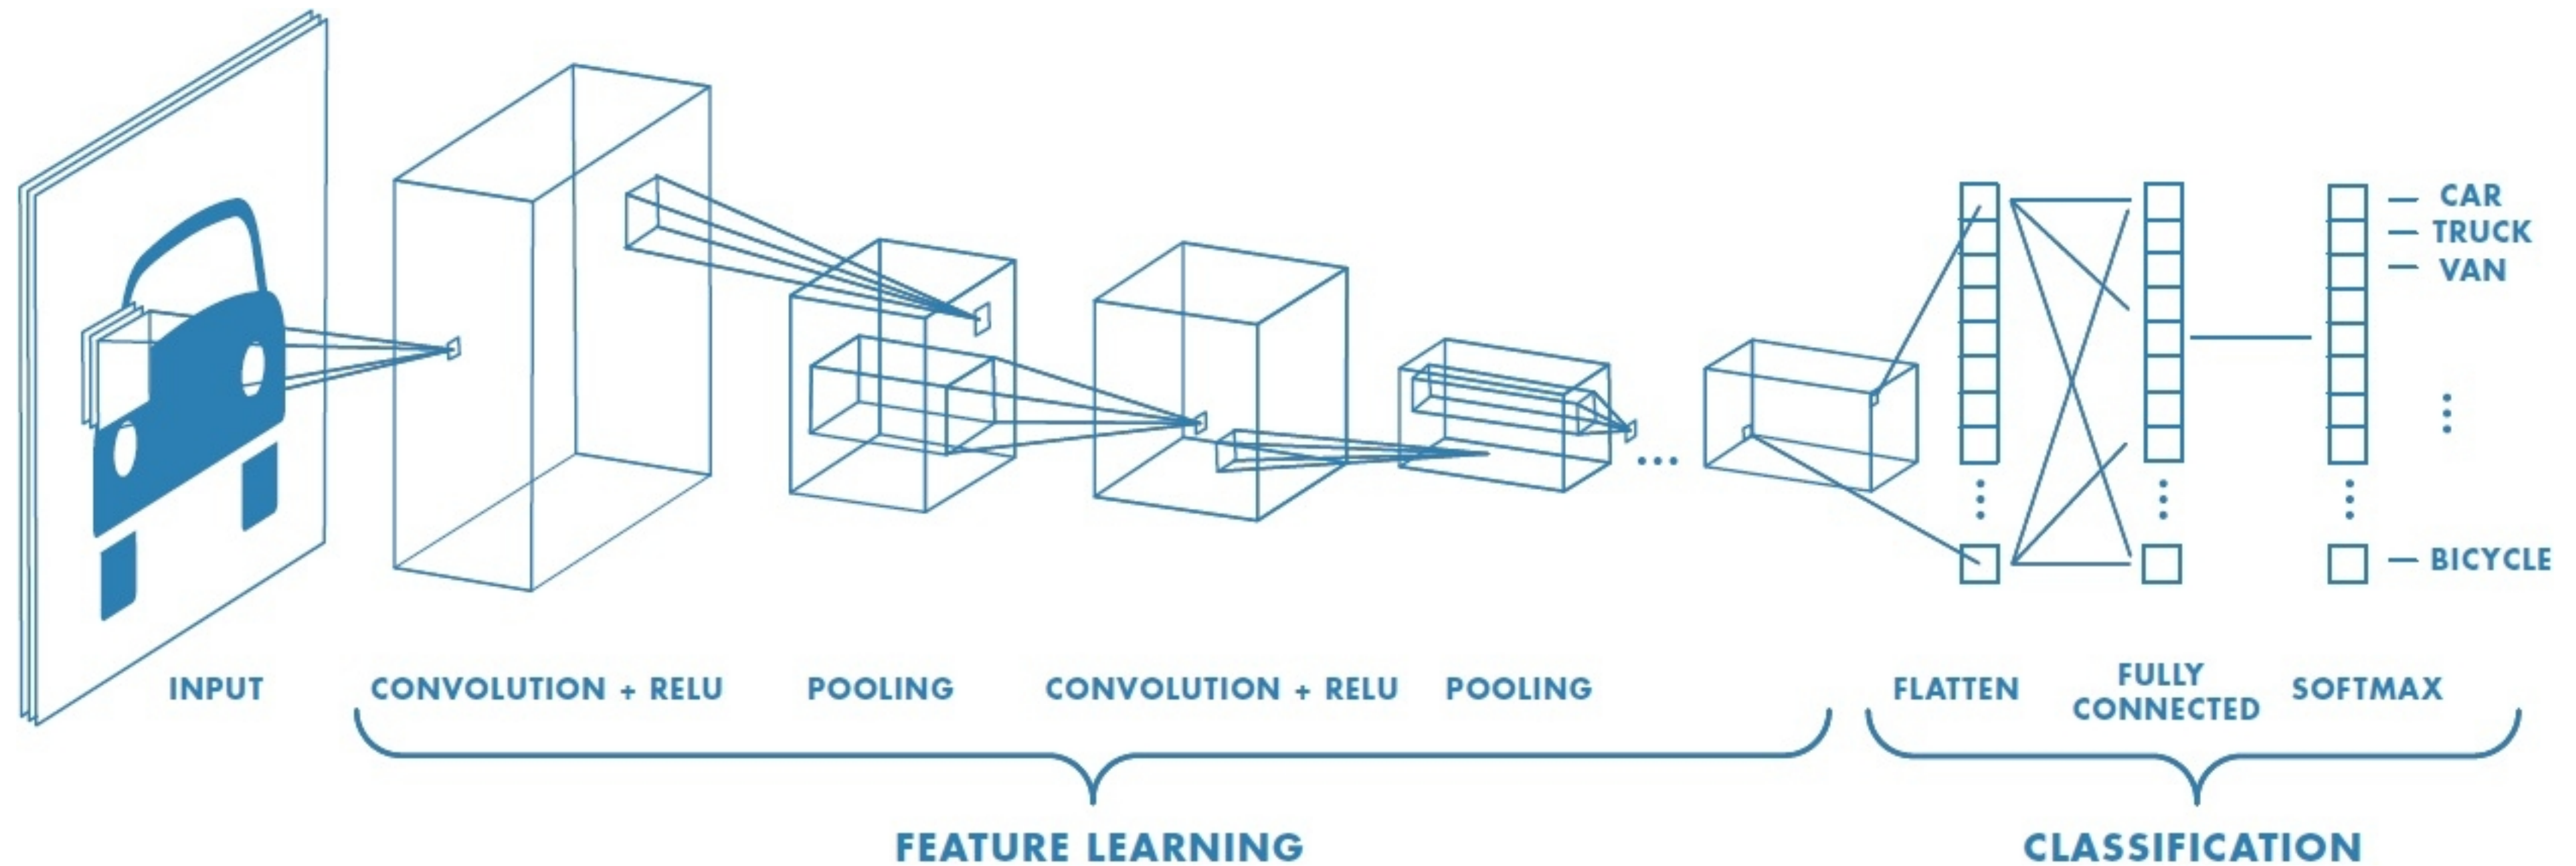 CAR
TRUCK
VAN
BICYCLE
INPUT
CONVOLUTION + RELU
POOLING
CONVOLUTION + RELU
POOLING
FLATTEN
FULLY
CONNECTED
SOFTMAX
FEATURE LEARNING
CLASSIFICATION